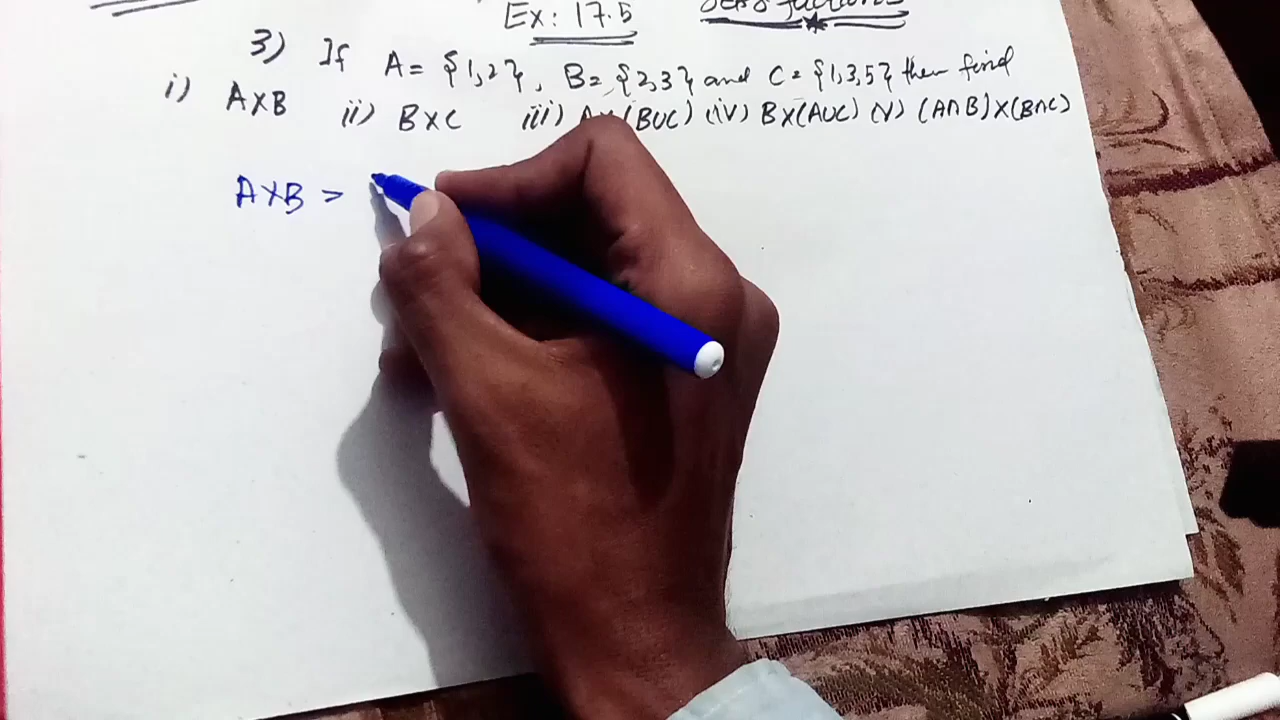 Ex: 17.5
3) If A = {1,2}, B = {2,3} and C = {1,3,5} then find
i) A×B ii) B×C iii) A×(B∪C) (iv) B×(A∪C) (v) (A∩B)×(B∩C)
A×B =